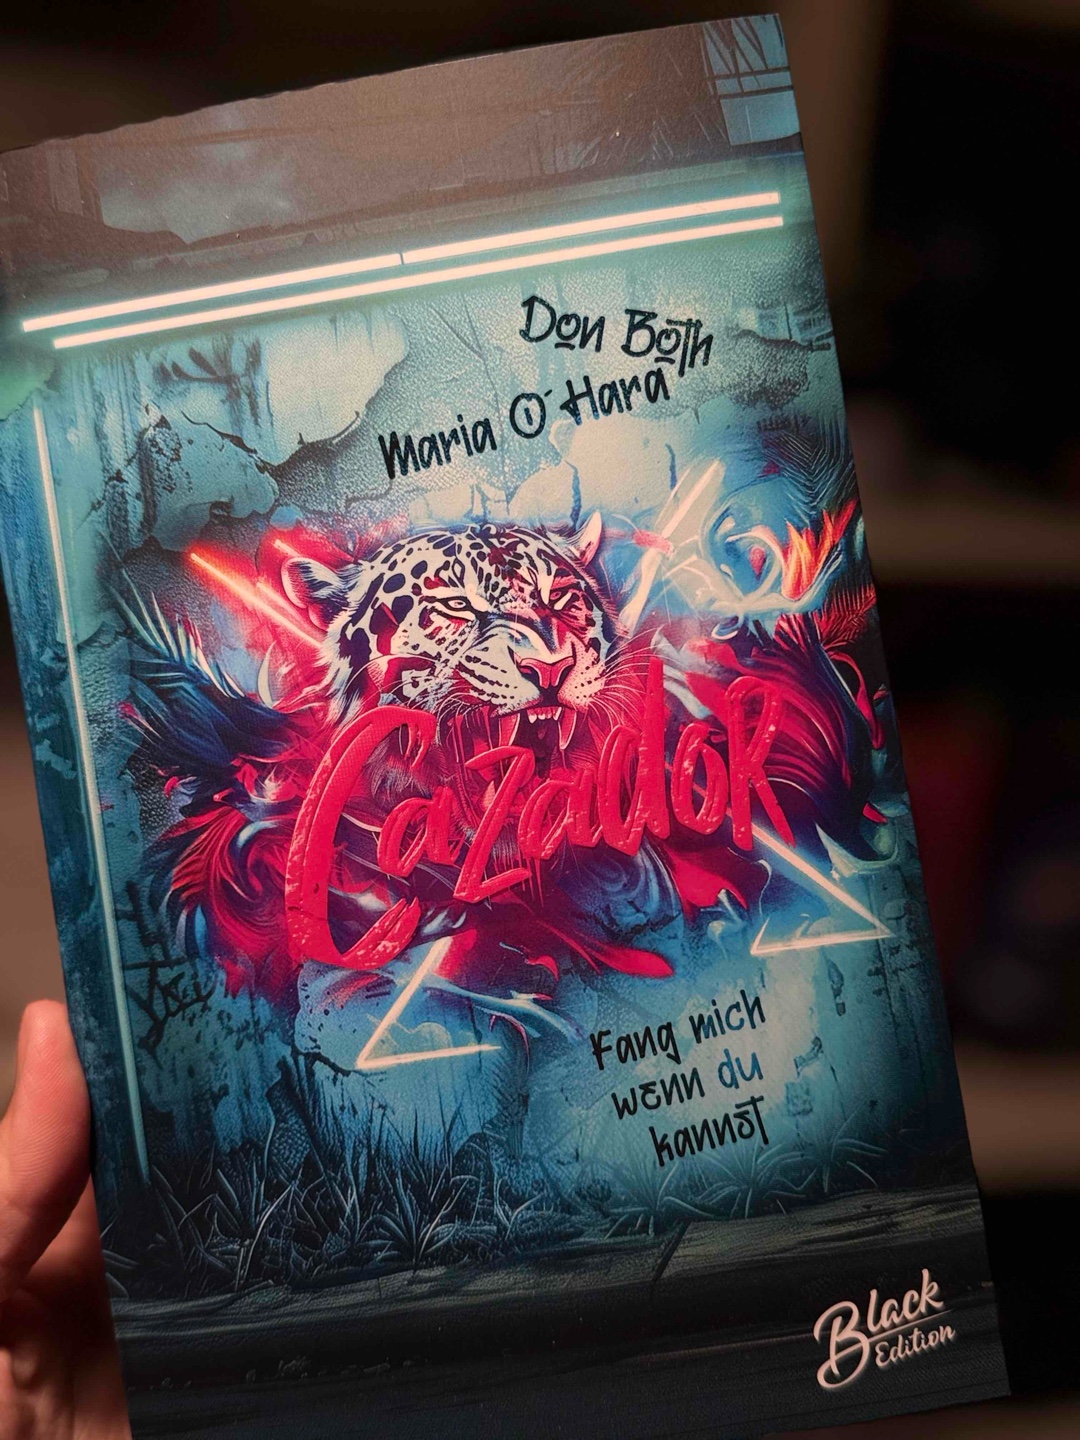 Don Both
Maria O´Hara
Cazador
Fang mich
wenn du
kannst
Black
Edition